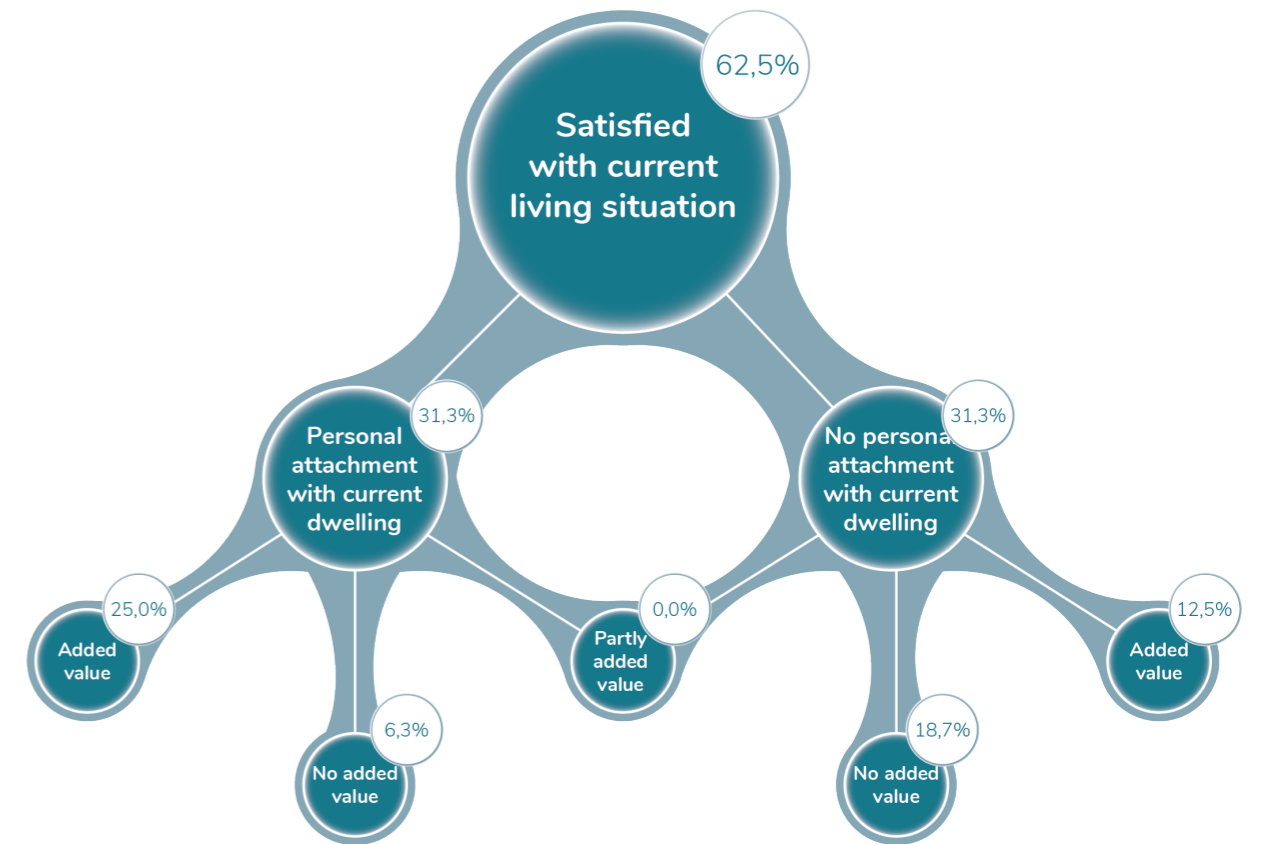 62,5%
Satisfied
with current
living situation
31,3%
Personal
attachment
with current
dwelling
31,3%
No persona
attachment
with current
dwelling
25,0%
Added
value
0,0%
Partly
added
value
12,5%
Added
value
6,3%
No added
value
18,7%
No added
value